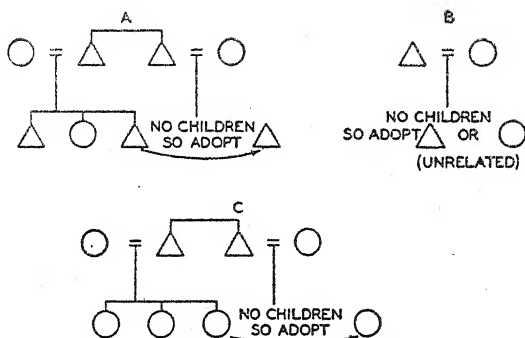 A
NO CHILDREN
SO ADOPT
B
NO CHILDREN
SO ADOPT OR
(UNRELATED)
C
NO CHILDREN
SO ADOPT